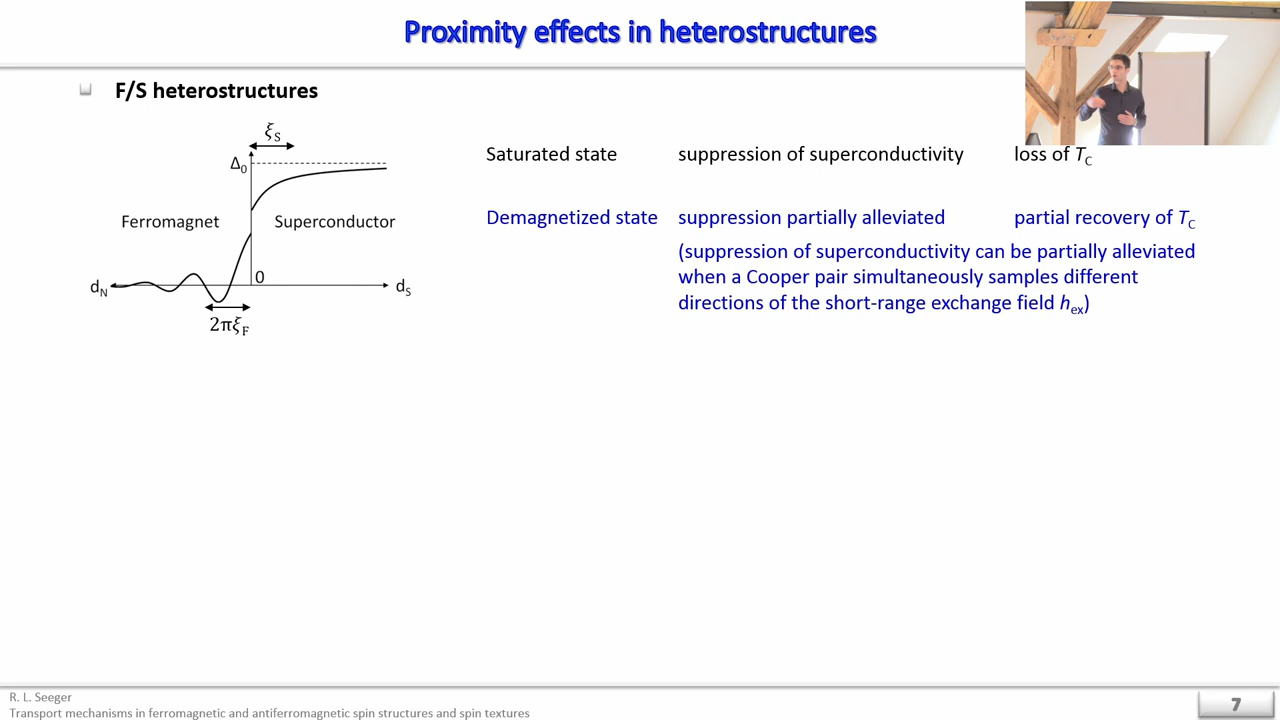 Proximity effects in heterostructures
F/S heterostructures
ξS
Δ0
Ferromagnet
Superconductor
0
dN
dS
2πξF
Saturated state
suppression of superconductivity
loss of TC
Demagnetized state
suppression partially alleviated
partial recovery of TC
(suppression of superconductivity can be partially alleviated
when a Cooper pair simultaneously samples different
directions of the short-range exchange field hex)
R. L. Seeger
Transport mechanisms in ferromagnetic and antiferromagnetic spin structures and spin textures
7